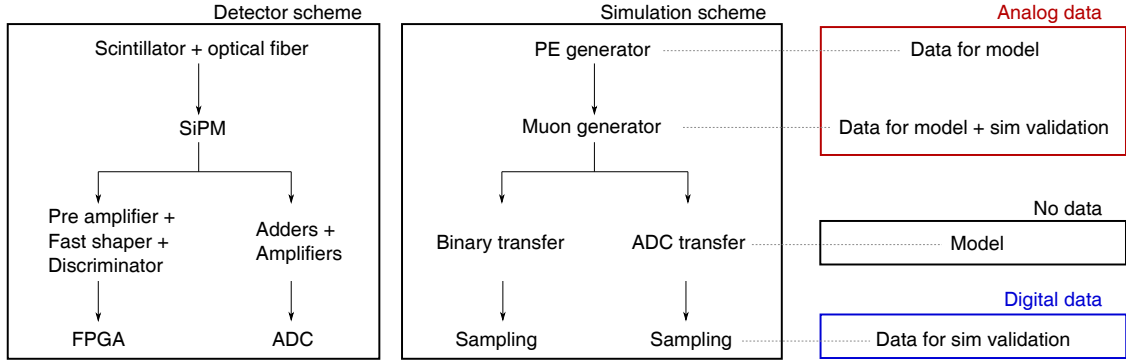 Detector scheme
Scintillator + optical fiber
SiPM
Pre amplifier +
Fast shaper +
Discriminator
Adders +
Amplifiers
FPGA
ADC
Simulation scheme
PE generator
Muon generator
Binary transfer
ADC transfer
Sampling
Sampling
Analog data
Data for model
Data for model + sim validation
No data
Model
Digital data
Data for sim validation